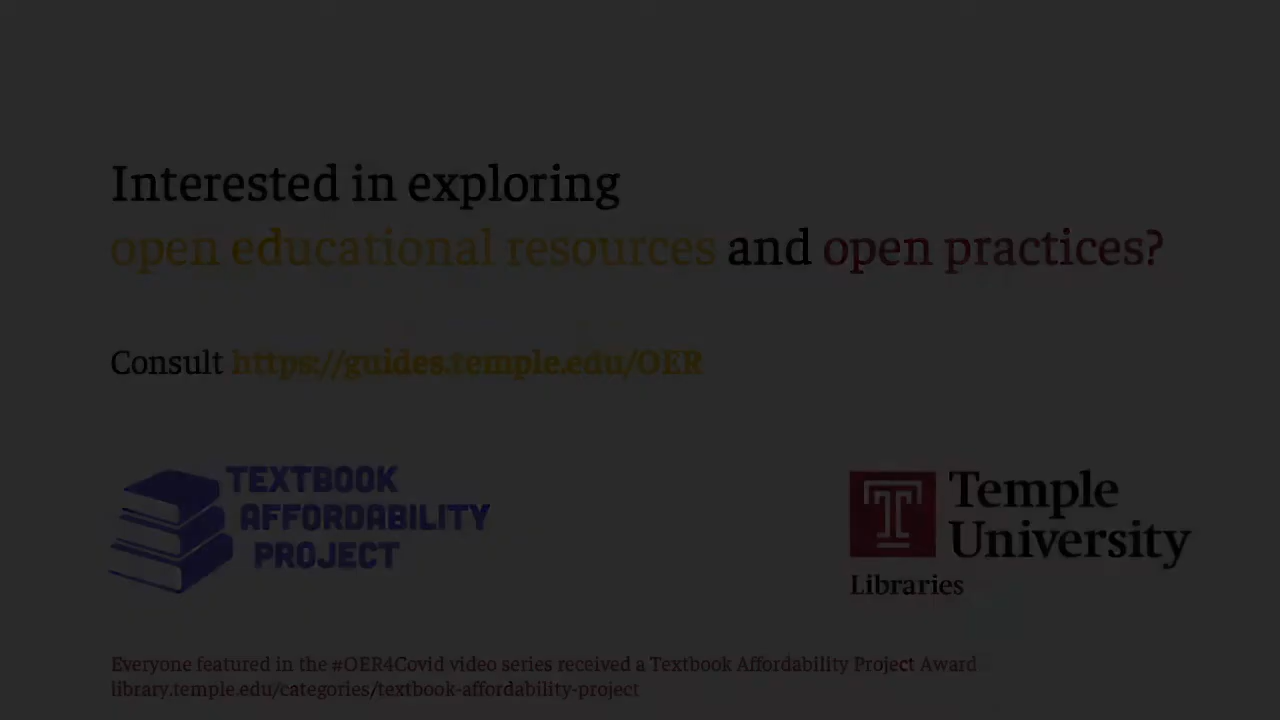 Interested in exploring
open educational resources and open practices?
Consult https://guides.temple.edu/OER
TEXTBOOK
AFFORDABILITY
PROJECT
T Temple
University
Libraries
Everyone featured in the #OER4Covid video series received a Textbook Affordability Project Award
library.temple.edu/categories/textbook-affordability-project